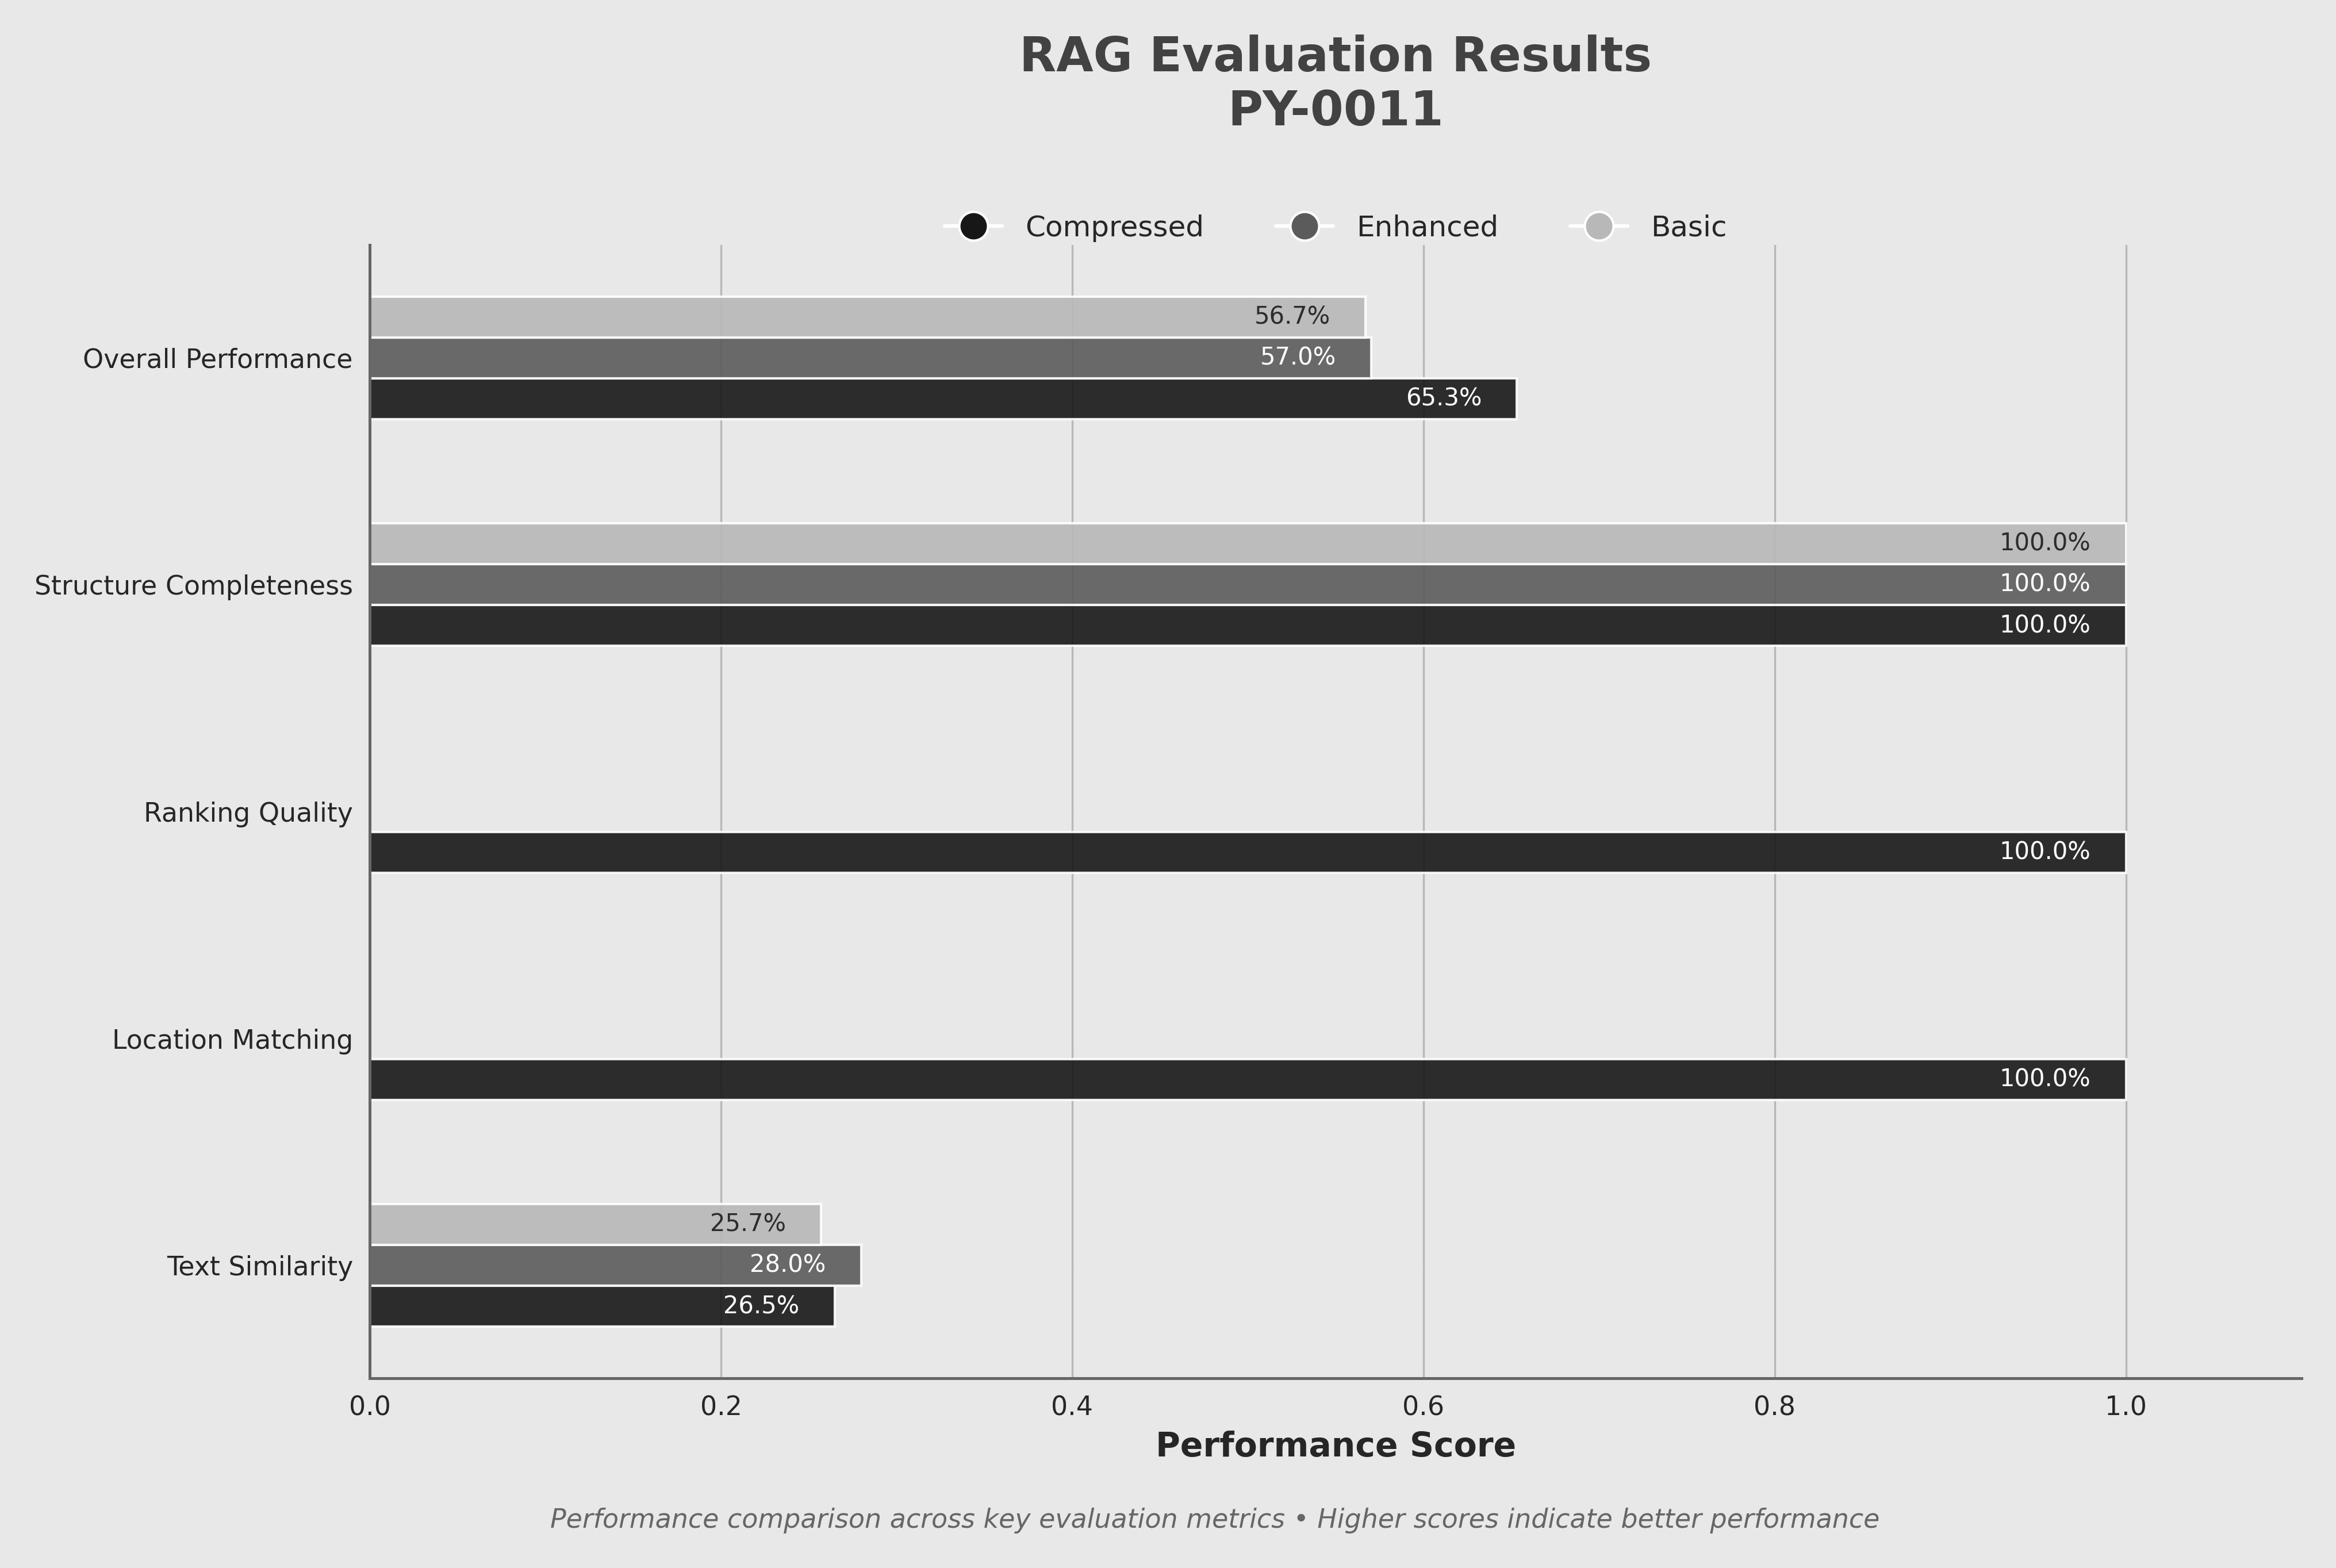 RAG Evaluation Results
PY-0011
Compressed
Enhanced
Basic
Overall Performance
56.7%
57.0%
65.3%
Structure Completeness
100.0%
100.0%
100.0%
Ranking Quality
100.0%
Location Matching
100.0%
Text Similarity
25.7%
28.0%
26.5%
0.0 0.2 0.4 0.6 0.8 1.0
Performance Score
Performance comparison across key evaluation metrics • Higher scores indicate better performance